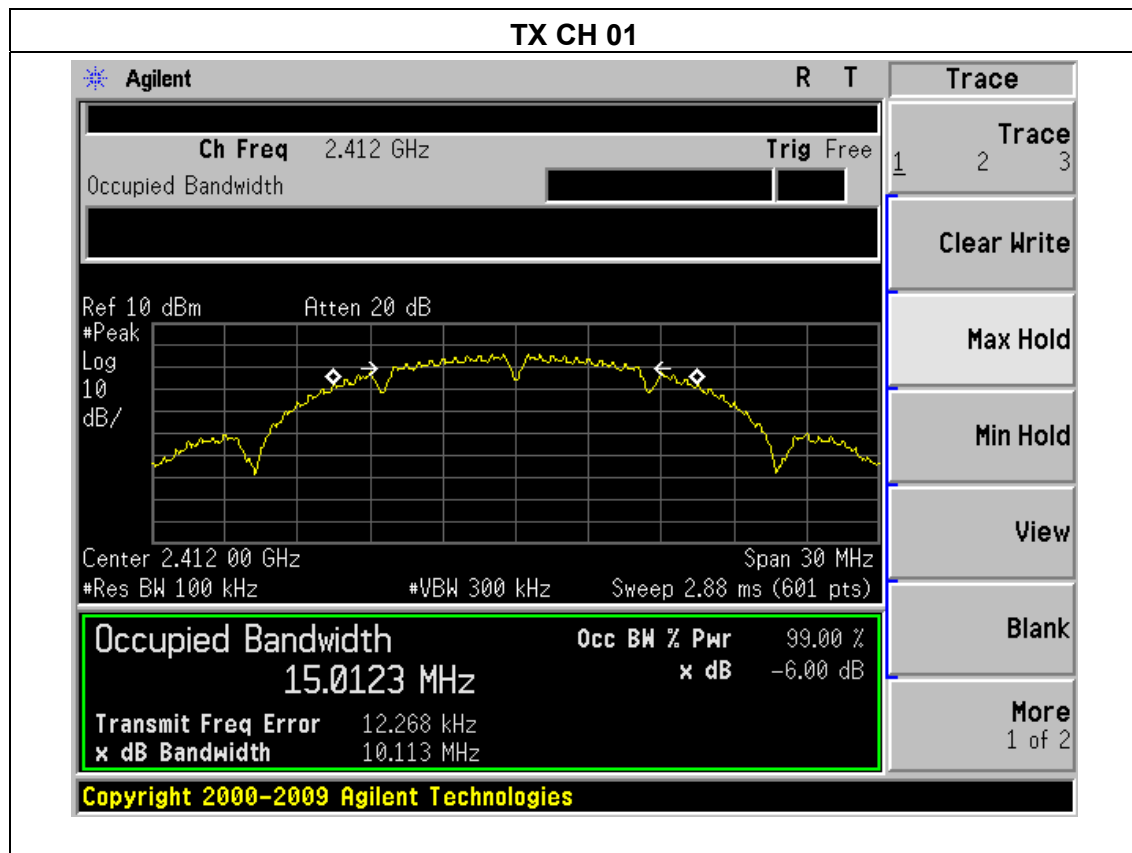 TX CH 01
Agilent R T Trace
Ch Freq 2.412 GHz Trig Free
Occupied Bandwidth
Trace
1 2 3
Clear Write
Max Hold
Min Hold
View
Blank
More
1 of 2
Ref 10 dBm Atten 20 dB
#Peak
Log
10
dB/
Center 2.412 00 GHz Span 30 MHz
#Res BW 100 kHz #VBW 300 kHz Sweep 2.88 ms (601 pts)
Occupied Bandwidth Occ BW % Pwr 99.00 %
15.0123 MHz x dB -6.00 dB
Transmit Freq Error 12.268 kHz
x dB Bandwidth 10.113 MHz
Copyright 2000-2009 Agilent Technologies